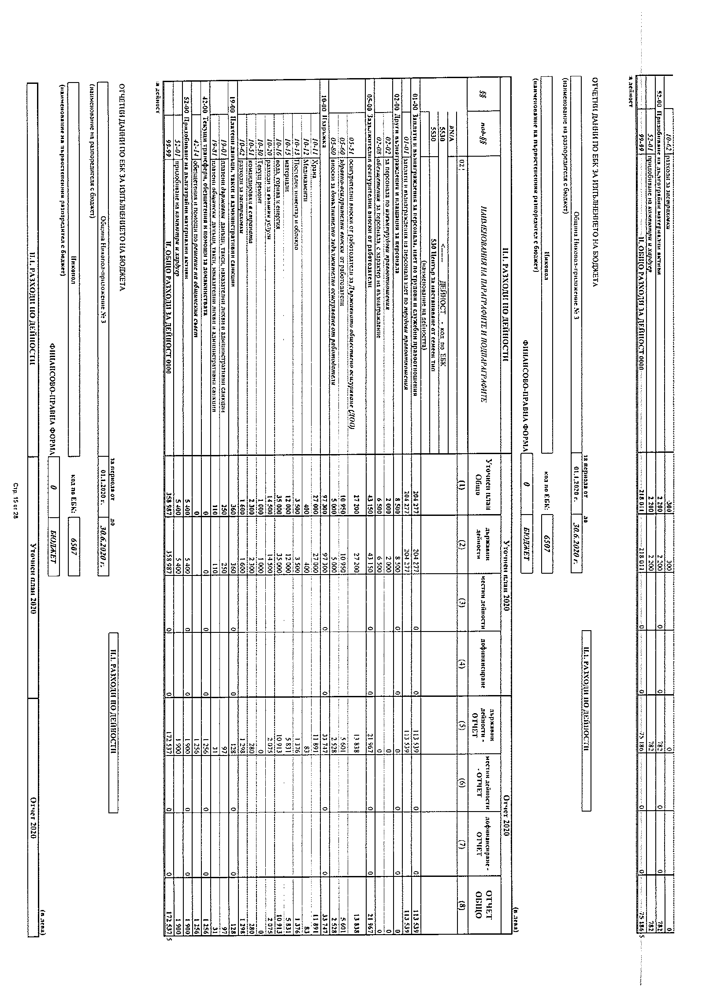 10-62 разходи за застраховки 300 300 0 0
52-00 Придобиване на дълготрайни материални активи 2 200 2 200 0 0 782 0 0 782
52-01 придобиване на компютри и хардуер 2 200 2 200 782 782
99-99 II. ОБЩО РАЗХОДИ ЗА ДЕЙНОСТ 0000 218 011 218 011 0 0 75 186 0 0 75 186 5
за дейност
ОТЧЕТНИ ДАННИ ПО ЕБК ЗА ИЗПЪЛНЕНИЕТО НА БЮДЖЕТА
II.1. РАЗХОДИ ПО ДЕЙНОСТИ
за периода от до
Община Никопол-приложение № 3 01.1.2020 г. 30.6.2020 г.
(наименование на разпоредителя с бюджет)
Никопол код по ЕБК: 6507
(наименование на първостепенния разпоредител с бюджет)
ФИНАНСОВО-ПРАВНА ФОРМА 0 БЮДЖЕТ
(в лева)
II.1. РАЗХОДИ ПО ДЕЙНОСТИ Уточнен план 2020 Отчет 2020
§§ под-§§ НАИМЕНОВАНИЯ НА ПАРАГРАФИТЕ И ПОДПАРАГРАФИТЕ Уточнен план Общо държавни дейности местни дейности дофинансиране държавни дейности - ОТЧЕТ местни дейности - ОТЧЕТ дофинансиране - ОТЧЕТ ОТЧЕТ ОБЩО
02; (1) (2) (3) (4) (5) (6) (7) (8)
#N/A
5530 <----- ДЕЙНОСТ - код по ЕБК
5530 530 Център за настаняване от семеен тип
(наименование на дейността)
01-00 Заплати и възнаграждения за персонала, нает по трудови и служебни правоотношения 204 277 204 277 0 0 113 539 0 0 113 539
01-01 заплати и възнаграждения на персонала нает по трудови правоотношения 204 277 204 277 113 539 113 539
02-00 Други възнаграждения и плащания за персонала 8 500 8 500 0 0 0 0 0 0
02-02 за персонала по извънтрудови правоотношения 2 000 2 000 0 0
02-08 обезщетения за персонала, с характер на възнаграждение 6 500 6 500 0 0
05-00 Задължителни осигурителни вноски от работодатели 43 150 43 150 0 0 21 967 0 0 21 967
05-51 осигурителни вноски от работодатели за Държавното обществено осигуряване (ДОО) 27 200 27 200 13 838 13 838
05-60 здравно-осигурителни вноски от работодатели 10 950 10 950 5 601 5 601
05-80 вноски за допълнително задължително осигуряване от работодатели 5 000 5 000 2 528 2 528
10-00 Издръжка 97 300 97 300 0 0 33 747 0 0 33 747
10-11 Храна 27 000 27 000 11 891 11 891
10-12 Медикаменти 400 400 83 83
10-13 Постелен инвентар и облекло 3 500 3 500 1 376 1 376
10-15 материали 12 000 12 000 5 831 5 831
10-16 вода, горива и енергия 35 000 35 000 10 913 10 913
10-20 разходи за външни услуги 14 500 14 500 2 075 2 075
10-30 Текущ ремонт 1 000 1 000 0 0
10-51 командировки в страната 2 300 2 300 280 280
10-62 разходи за застраховки 1 600 1 600 1 298 1 298
19-00 Платени данъци, такси и административни санкции 360 360 0 0 128 0 0 128
19-01 платени държавни данъци, такси, наказателни лихви и административни санкции 250 250 97 97
19-81 платени общински данъци, такси, наказателни лихви и административни санкции 110 110 31 31
42-00 Текущи трансфери, обезщетения и помощи за домакинствата 0 0 0 0 1 256 0 0 1 256
42-14 обезщетения и помощи по решение на общинския съвет 0 1 256 1 256
52-00 Придобиване на дълготрайни материални активи 5 400 5 400 0 0 1 900 0 0 1 900
52-01 придобиване на компютри и хардуер 5 400 5 400 1 900 1 900
99-99 II. ОБЩО РАЗХОДИ ЗА ДЕЙНОСТ 0000 358 987 358 987 0 0 172 537 0 0 172 537 5
за дейност
ОТЧЕТНИ ДАННИ ПО ЕБК ЗА ИЗПЪЛНЕНИЕТО НА БЮДЖЕТА
II.1. РАЗХОДИ ПО ДЕЙНОСТИ
за периода от до
Община Никопол-приложение № 3 01.1.2020 г. 30.6.2020 г.
(наименование на разпоредителя с бюджет)
Никопол код по ЕБК: 6507
(наименование на първостепенния разпоредител с бюджет)
ФИНАНСОВО-ПРАВНА ФОРМА 0 БЮДЖЕТ
(в лева)
II.1. РАЗХОДИ ПО ДЕЙНОСТИ Уточнен план 2020 Отчет 2020
Стр. 15 от 28